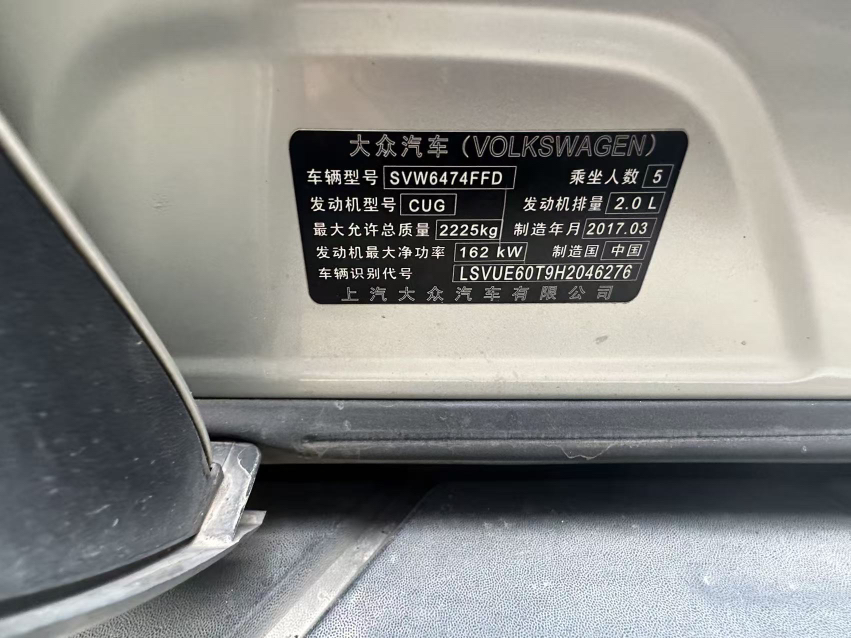 大众汽车(VOLKSWAGEN)
车辆型号 SVW6474FFD 乘坐人数 5
发动机型号 CUG 发动机排量 2.0 L
最大允许总质量 2225kg 制造年月 2017.03
发动机最大净功率 162 kW 制造国 中国
车辆识别代号 LSVUE60T9H2046276
上汽大众汽车有限公司